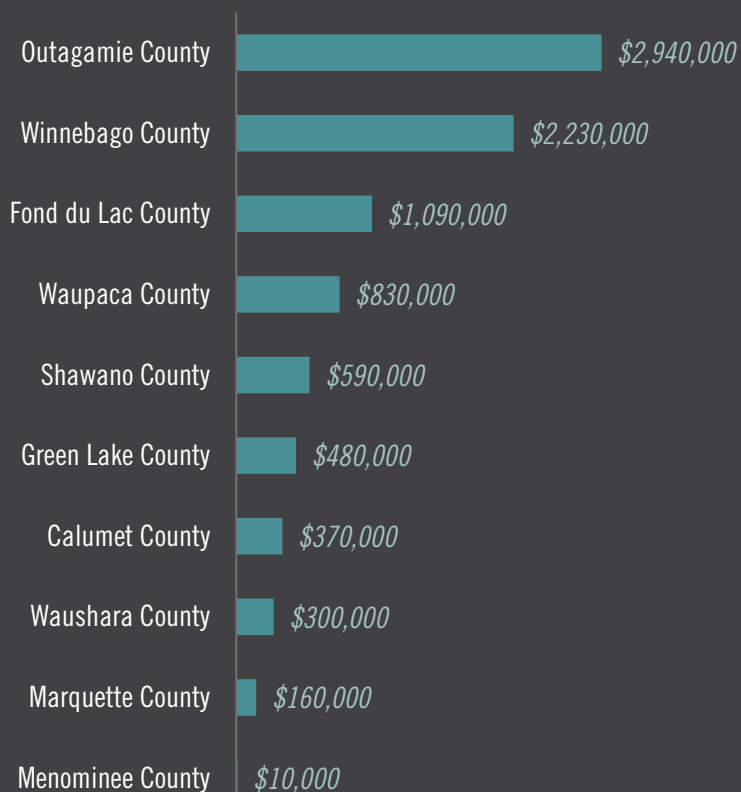 Outagamie County $2,940,000
Winnebago County $2,230,000
Fond du Lac County $1,090,000
Waupaca County $830,000
Shawano County $590,000
Green Lake County $480,000
Calumet County $370,000
Waushara County $300,000
Marquette County $160,000
Menominee County $10,000